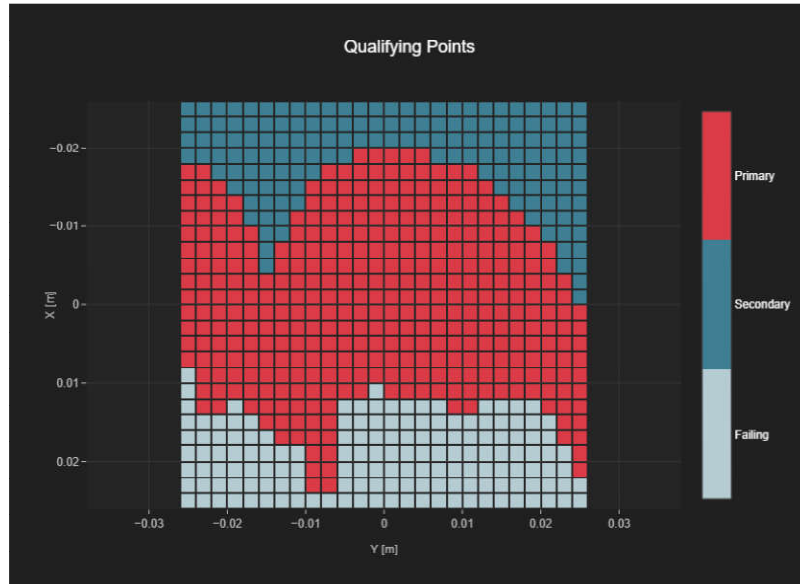 Qualifying Points
−0.02
−0.01
0
0.01
0.02
X [m]
−0.03
−0.02
−0.01
0
0.01
0.02
0.03
Y [m]
Primary
Secondary
Failing